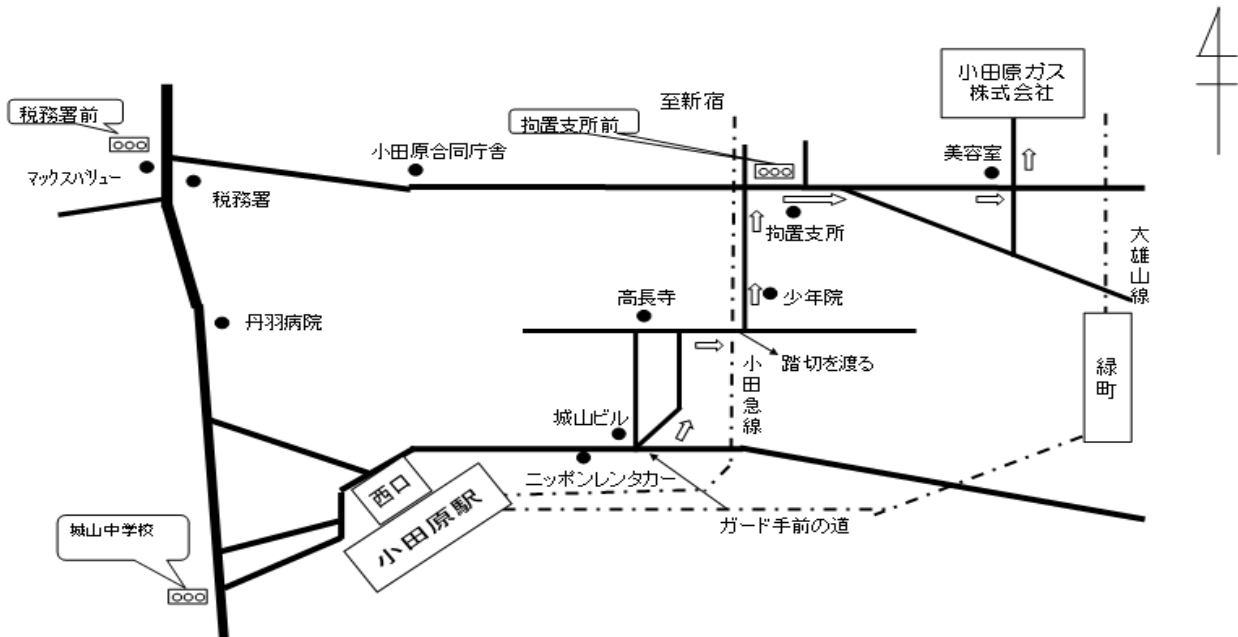 小田原ガス
株式会社
至新宿
税務署前
拘置支所前
小田原合同庁舎
美容室
マックスバリュー
税務署
拘置支所
大雄山線
高長寺
少年院
丹羽病院
踏切を渡る
小田急線
緑町
城山ビル
ニッポンレンタカー
西口
小田原駅
ガード手前の道
城山中学校